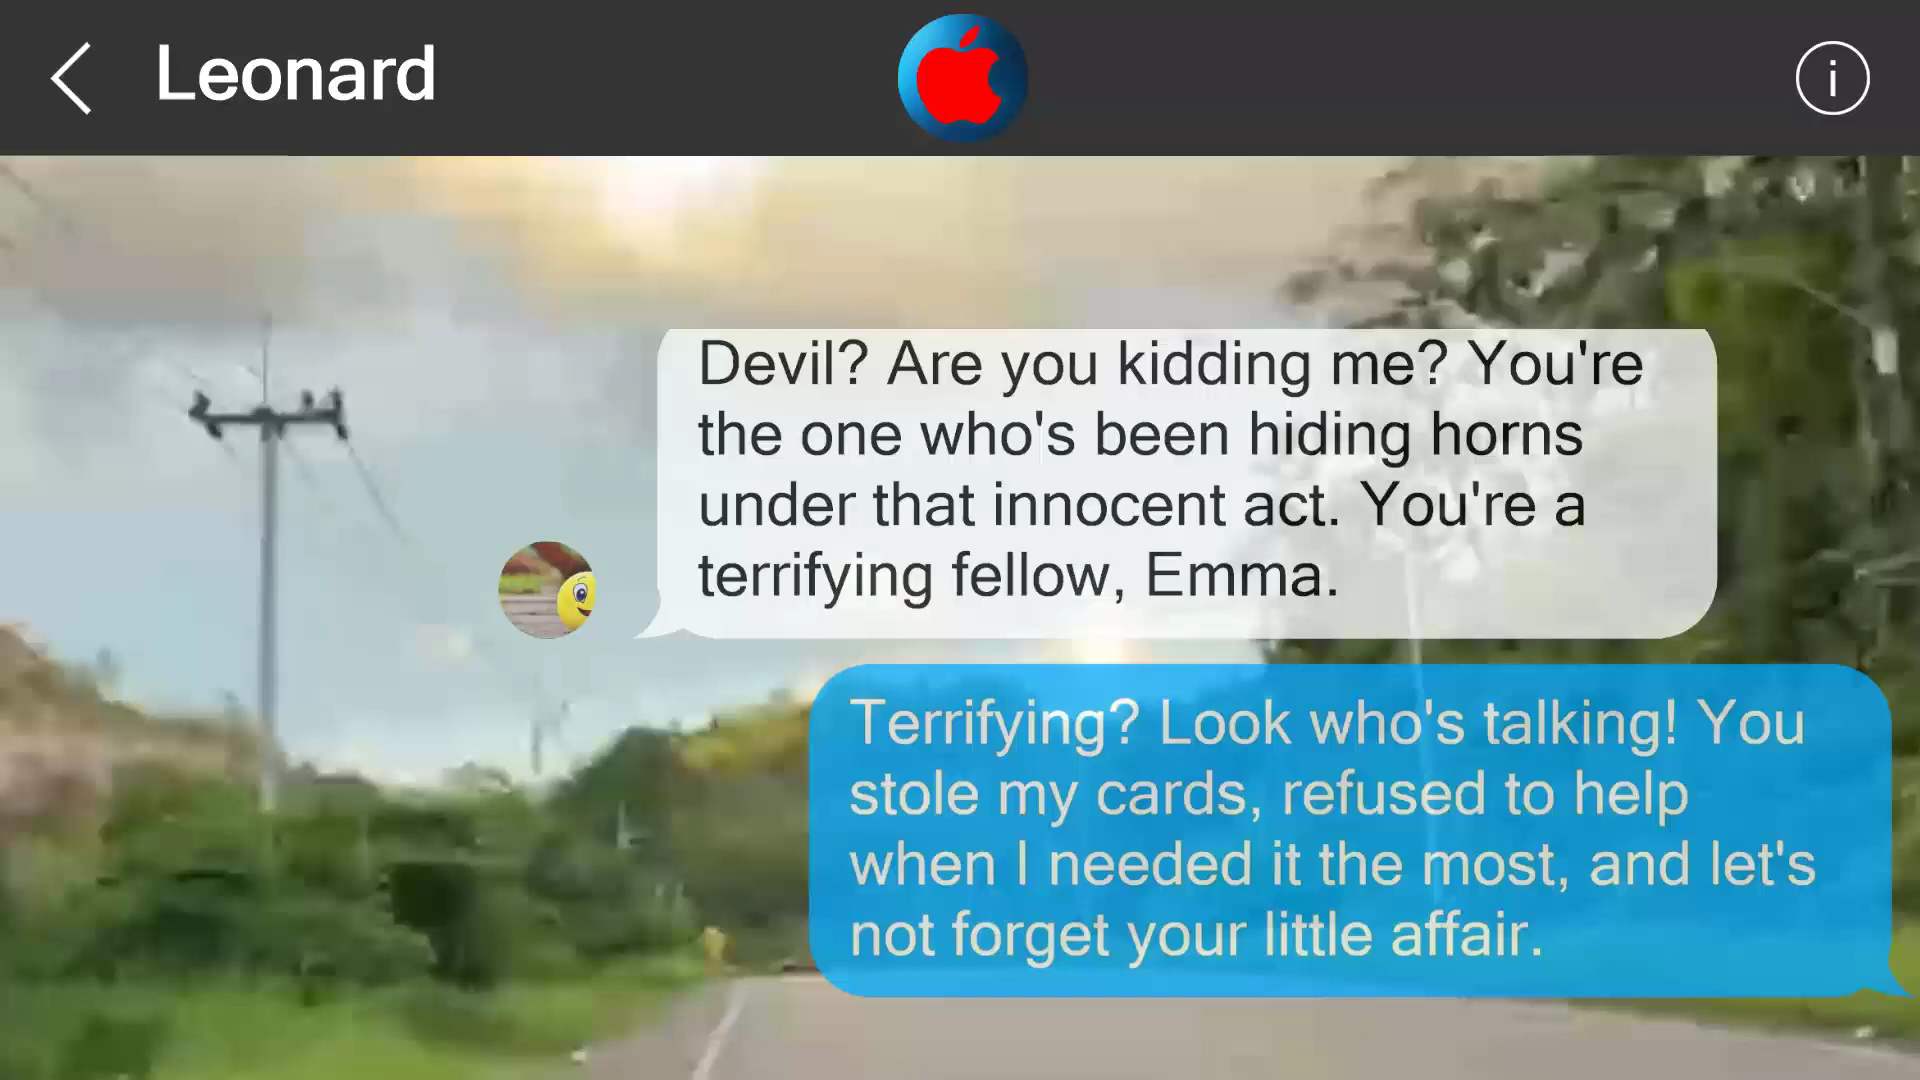 Leonard
i
Devil? Are you kidding me? You're
the one who's been hiding horns
under that innocent act. You're a
terrifying fellow, Emma.
Terrifying? Look who's talking! You
stole my cards, refused to help
when I needed it the most, and let's
not forget your little affair.